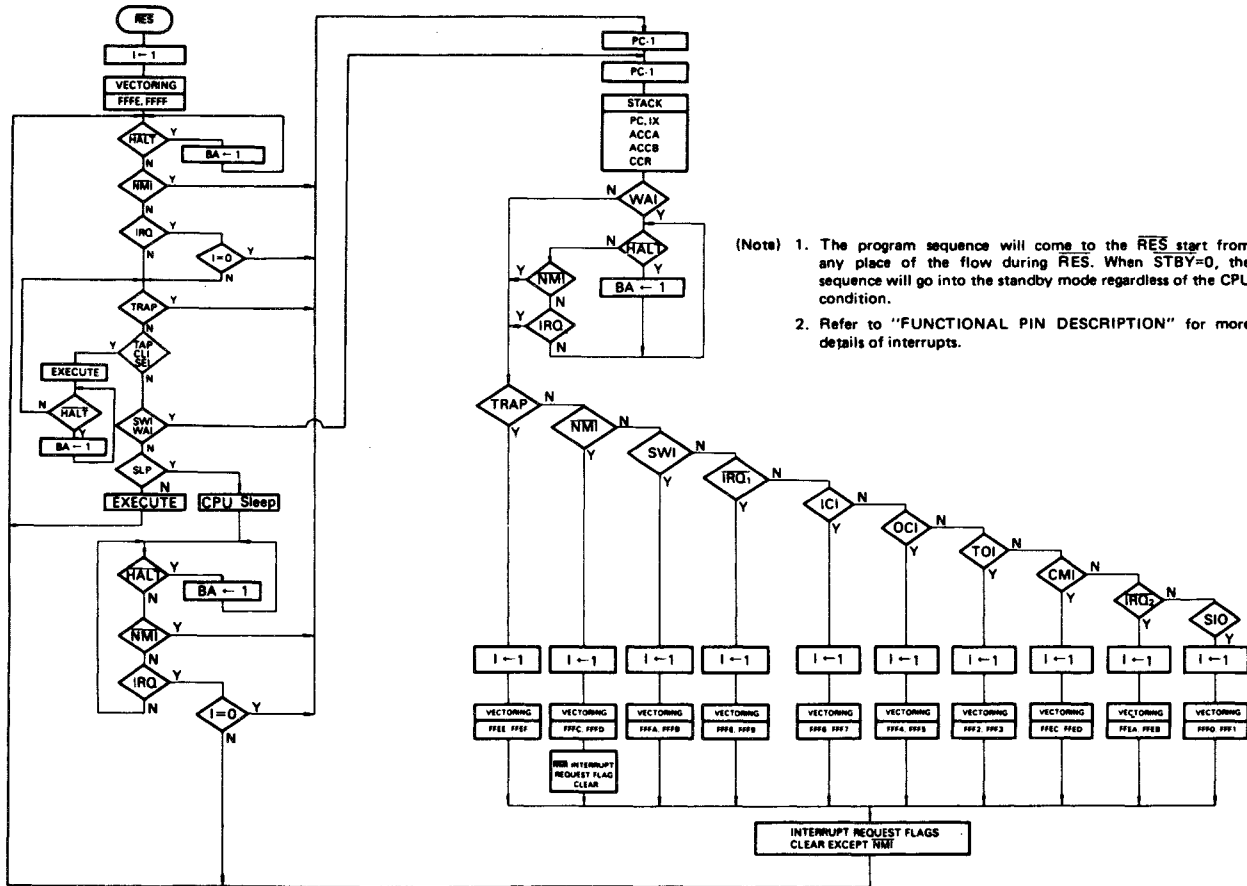 RES
I ← 1
VECTORING
FFFE, FFFF
HALT
Y
BA ← 1
N
NMI
Y
N
IRQ
Y
N
I=0
Y
N
TRAP
Y
N
TAP
CLI
SEI
Y
N
EXECUTE
HALT
N
Y
BA ← 1
SWI
WAI
Y
N
SLP
Y
N
EXECUTE
CPU Sleep
HALT
Y
BA ← 1
N
NMI
Y
N
IRQ
Y
N
I=0
Y
N
PC-1
PC-1
STACK
PC, IX
ACCA
ACCB
CCR
N
WAI
Y
N
HALT
Y
BA ← 1
Y
NMI
N
Y
IRQ
N
(Note) 1. The program sequence will come to the RES start from
any place of the flow during RES. When STBY=0, the
sequence will go into the standby mode regardless of the CPU
condition.
2. Refer to "FUNCTIONAL PIN DESCRIPTION" for more
details of interrupts.
TRAP
N
Y
NMI
N
Y
SWI
N
Y
IRQ1
N
Y
ICI
N
Y
OCI
N
Y
TOI
N
Y
CMI
N
Y
IRQ2
N
Y
SIO
Y
I ← 1 I ← 1 I ← 1 I ← 1 I ← 1 I ← 1 I ← 1 I ← 1 I ← 1 I ← 1
VECTORING VECTORING VECTORING VECTORING VECTORING VECTORING VECTORING VECTORING VECTORING VECTORING
FFEE FFEF FFFC, FFFD FFFA, FFFB FFF8, FFF9 FFF6 FFF7 FFF4, FFF5 FFF2, FFF3 FFEC FFED FFEA FFEB FFF0 FFF1
NMI INTERRUPT
REQUEST FLAG
CLEAR
INTERRUPT REQUEST FLAGS
CLEAR EXCEPT NMI